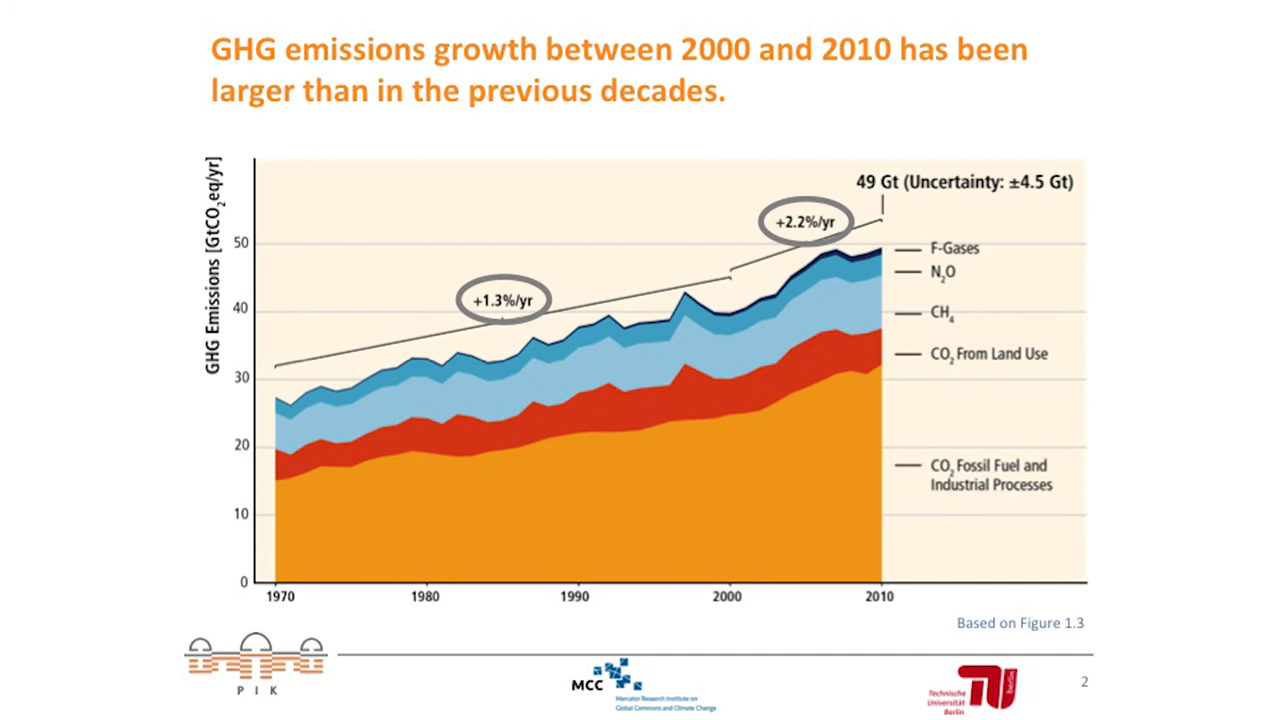 GHG emissions growth between 2000 and 2010 has been
larger than in the previous decades.
GHG Emissions [GtCO2eq/yr]
49 Gt (Uncertainty: ±4.5 Gt)
+2.2%/yr
+1.3%/yr
50
40
30
20
10
0
F-Gases
N2O
CH4
CO2 From Land Use
CO2 Fossil Fuel and
Industrial Processes
1970
1980
1990
2000
2010
Based on Figure 1.3
P I K
MCC
Mercator Research Institute on
Global Commons and Climate Change
Technische
Universität
Berlin
TU
berlin
2